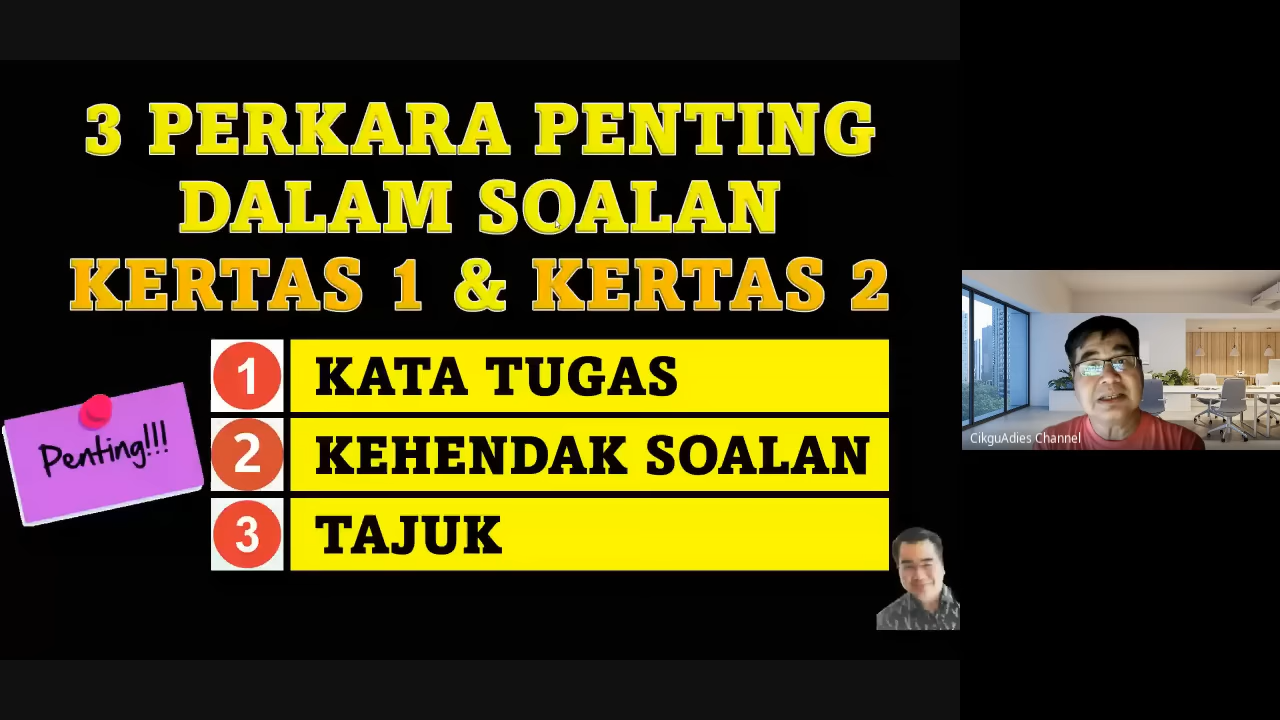 3 PERKARA PENTING
DALAM SOALAN
KERTAS 1 & KERTAS 2
1 KATA TUGAS
Penting!!!
2 KEHENDAK SOALAN
3 TAJUK
CikguAdies Channel